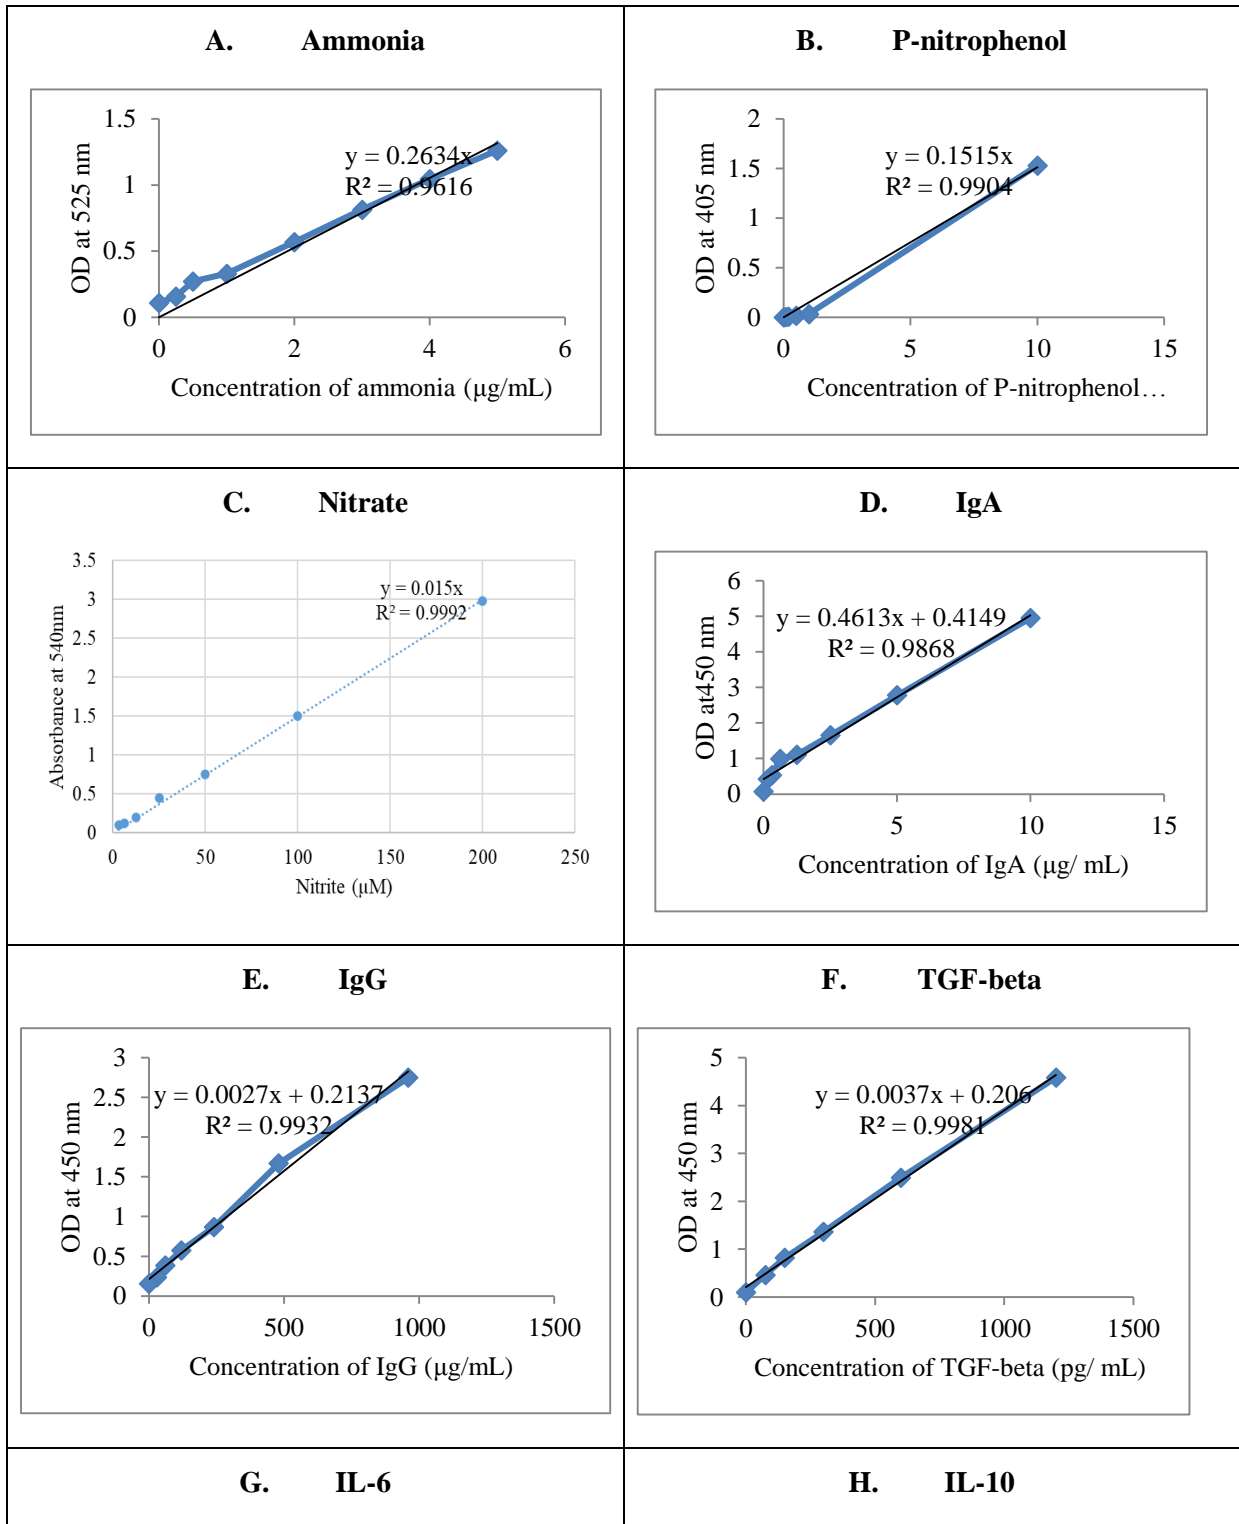 A. Ammonia
1.5
1
0.5
0
y = 0.2634x
R² = 0.9616
OD at 525 nm
0 2 4 6
Concentration of ammonia (µg/mL)
B. P-nitrophenol
2
1.5
1
0.5
0
y = 0.1515x
R² = 0.9904
OD at 405 nm
0 5 10 15
Concentration of P-nitrophenol…
C. Nitrate
3.5
3
2.5
2
1.5
1
0.5
0
y = 0.015x
R² = 0.9992
Absorbance at 540nm
0 50 100 150 200 250
Nitrite (µM)
D. IgA
6
5
4
3
2
1
0
y = 0.4613x + 0.4149
R² = 0.9868
OD at450 nm
0 5 10 15
Concentration of IgA (µg/ mL)
E. IgG
3
2.5
2
1.5
1
0.5
0
y = 0.0027x + 0.2137
R² = 0.9932
OD at 450 nm
0 500 1000 1500
Concentration of IgG (µg/mL)
F. TGF-beta
5
4
3
2
1
0
y = 0.0037x + 0.206
R² = 0.9981
OD at 450 nm
0 500 1000 1500
Concentration of TGF-beta (pg/ mL)
G. IL-6
H. IL-10